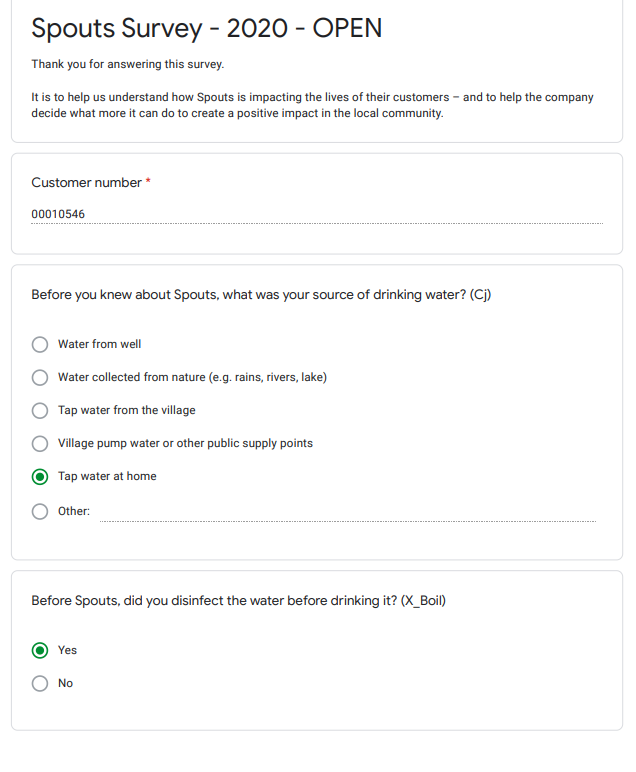 Spouts Survey - 2020 - OPEN
Thank you for answering this survey.
It is to help us understand how Spouts is impacting the lives of their customers – and to help the company
decide what more it can do to create a positive impact in the local community.
Customer number *
00010546
Before you knew about Spouts, what was your source of drinking water? (Cj)
Water from well
Water collected from nature (e.g. rains, rivers, lake)
Tap water from the village
Village pump water or other public supply points
Tap water at home
Other:
Before Spouts, did you disinfect the water before drinking it? (X_Boil)
Yes
No